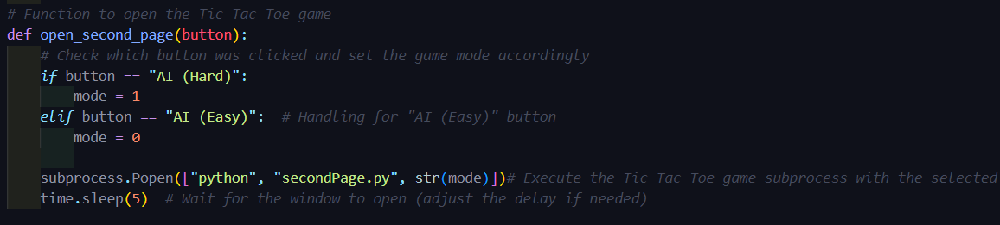 # Function to open the Tic Tac Toe game
def open_second_page(button):
    # Check which button was clicked and set the game mode accordingly
    if button == "AI (Hard)":
        mode = 1
    elif button == "AI (Easy)":  # Handling for "AI (Easy)" button
        mode = 0

    subprocess.Popen(["python", "secondPage.py", str(mode)])# Execute the Tic Tac Toe game subprocess with the selected
    time.sleep(5)  # Wait for the window to open (adjust the delay if needed)